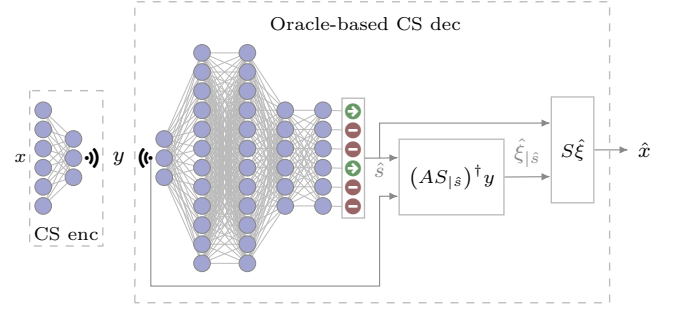 Oracle-based CS dec
x
CS enc
y
ŝ
(AS|ŝ)†y
ξ̂|ŝ
Sξ̂
x̂